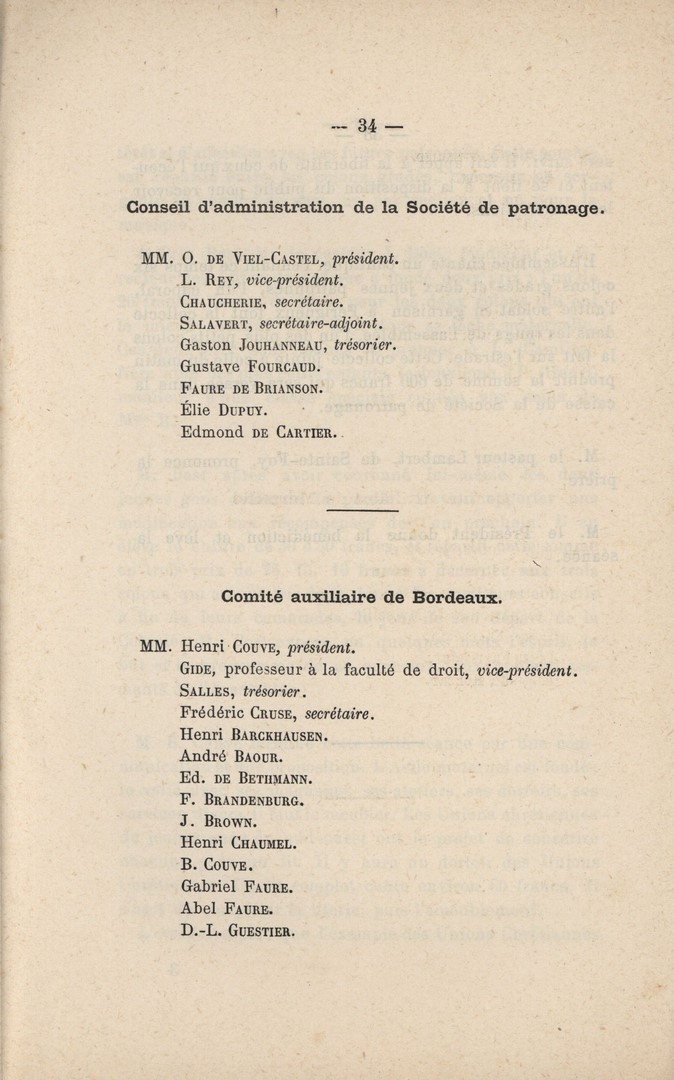 — 34 —
Conseil d'administration de la Société de patronage.
MM. O. DE VIEL-CASTEL, président.
L. REY, vice-président.
CHAUCHERIE, secrétaire.
SALAVERT, secrétaire-adjoint.
Gaston JOUHANNEAU, trésorier.
Gustave FOURCAUD.
FAURE DE BRIANSON.
Élie DUPUY.
Edmond DE CARTIER.
Comité auxiliaire de Bordeaux.
MM. Henri COUVE, président.
GIDE, professeur à la faculté de droit, vice-président.
SALLES, trésorier.
Frédéric CRUSE, secrétaire.
Henri BARCKHAUSEN.
André BAOUR.
Ed. DE BETHMANN.
F. BRANDENBURG.
J. BROWN.
Henri CHAUMEL.
B. COUVE.
Gabriel FAURE.
Abel FAURE.
D.-L. GUESTIER.